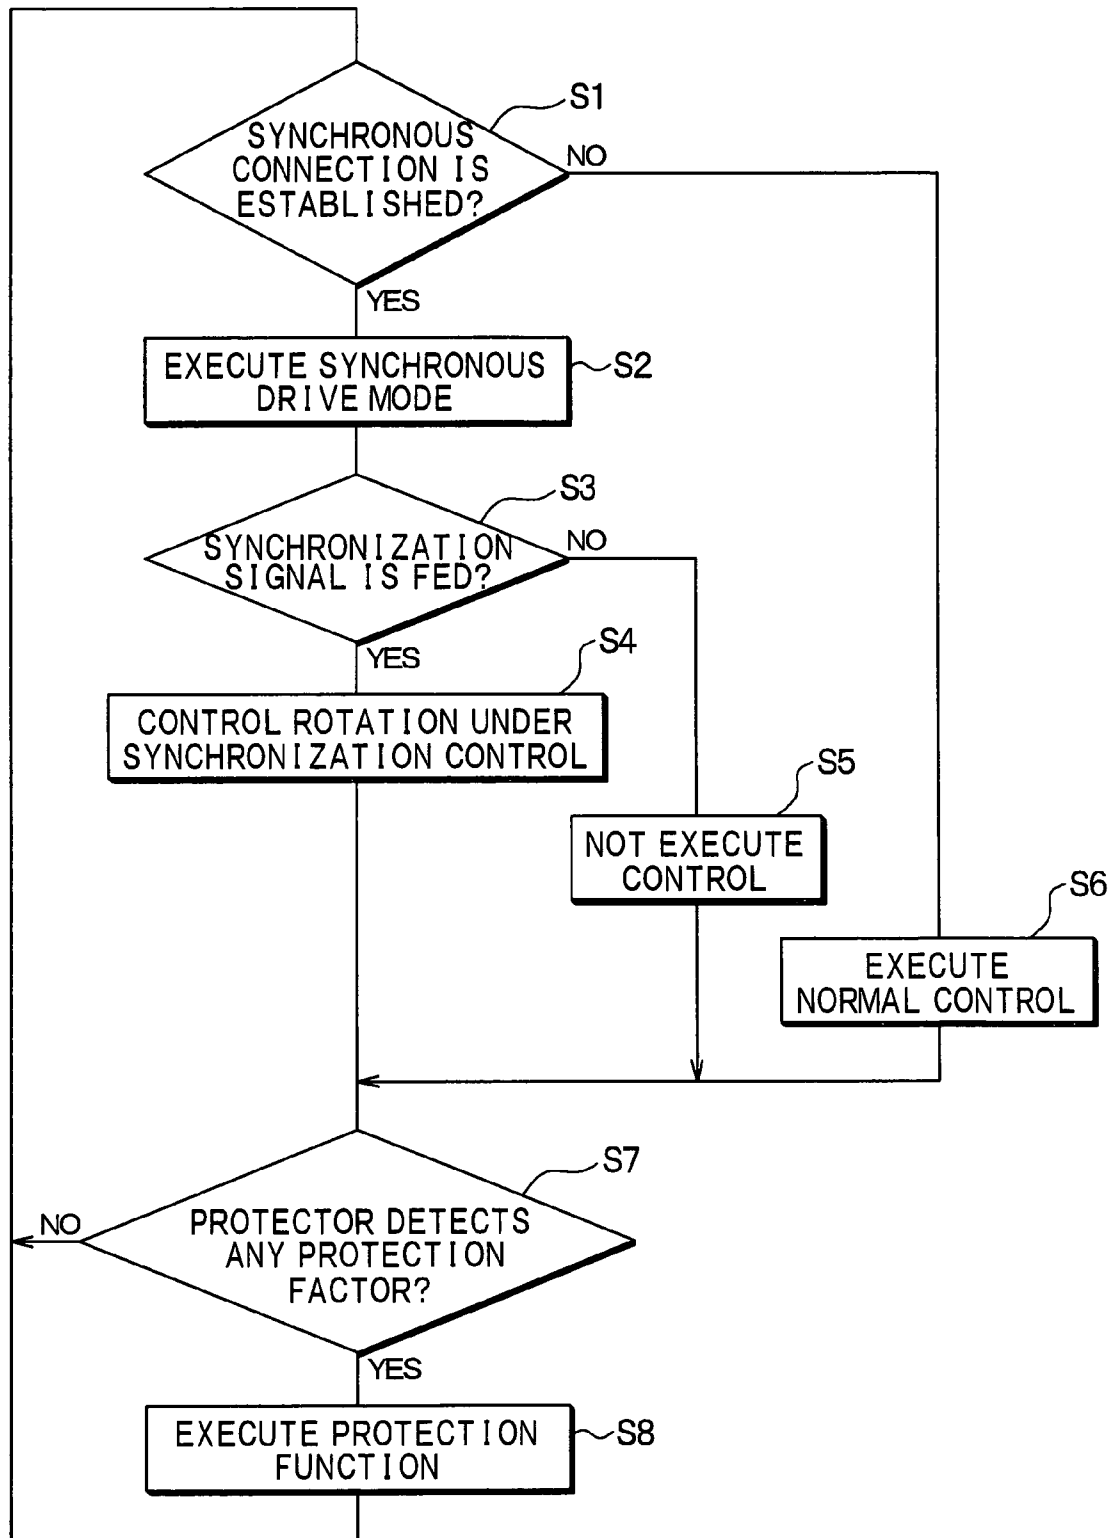 S1
SYNCHRONOUS
CONNECTION IS
ESTABLISHED?
NO
YES
EXECUTE SYNCHRONOUS
DRIVE MODE
S2
S3
SYNCHRONIZATION
SIGNAL IS FED?
NO
YES
S4
CONTROL ROTATION UNDER
SYNCHRONIZATION CONTROL
S5
NOT EXECUTE
CONTROL
S6
EXECUTE
NORMAL CONTROL
S7
PROTECTOR DETECTS
ANY PROTECTION
FACTOR?
NO
YES
EXECUTE PROTECTION
FUNCTION
S8